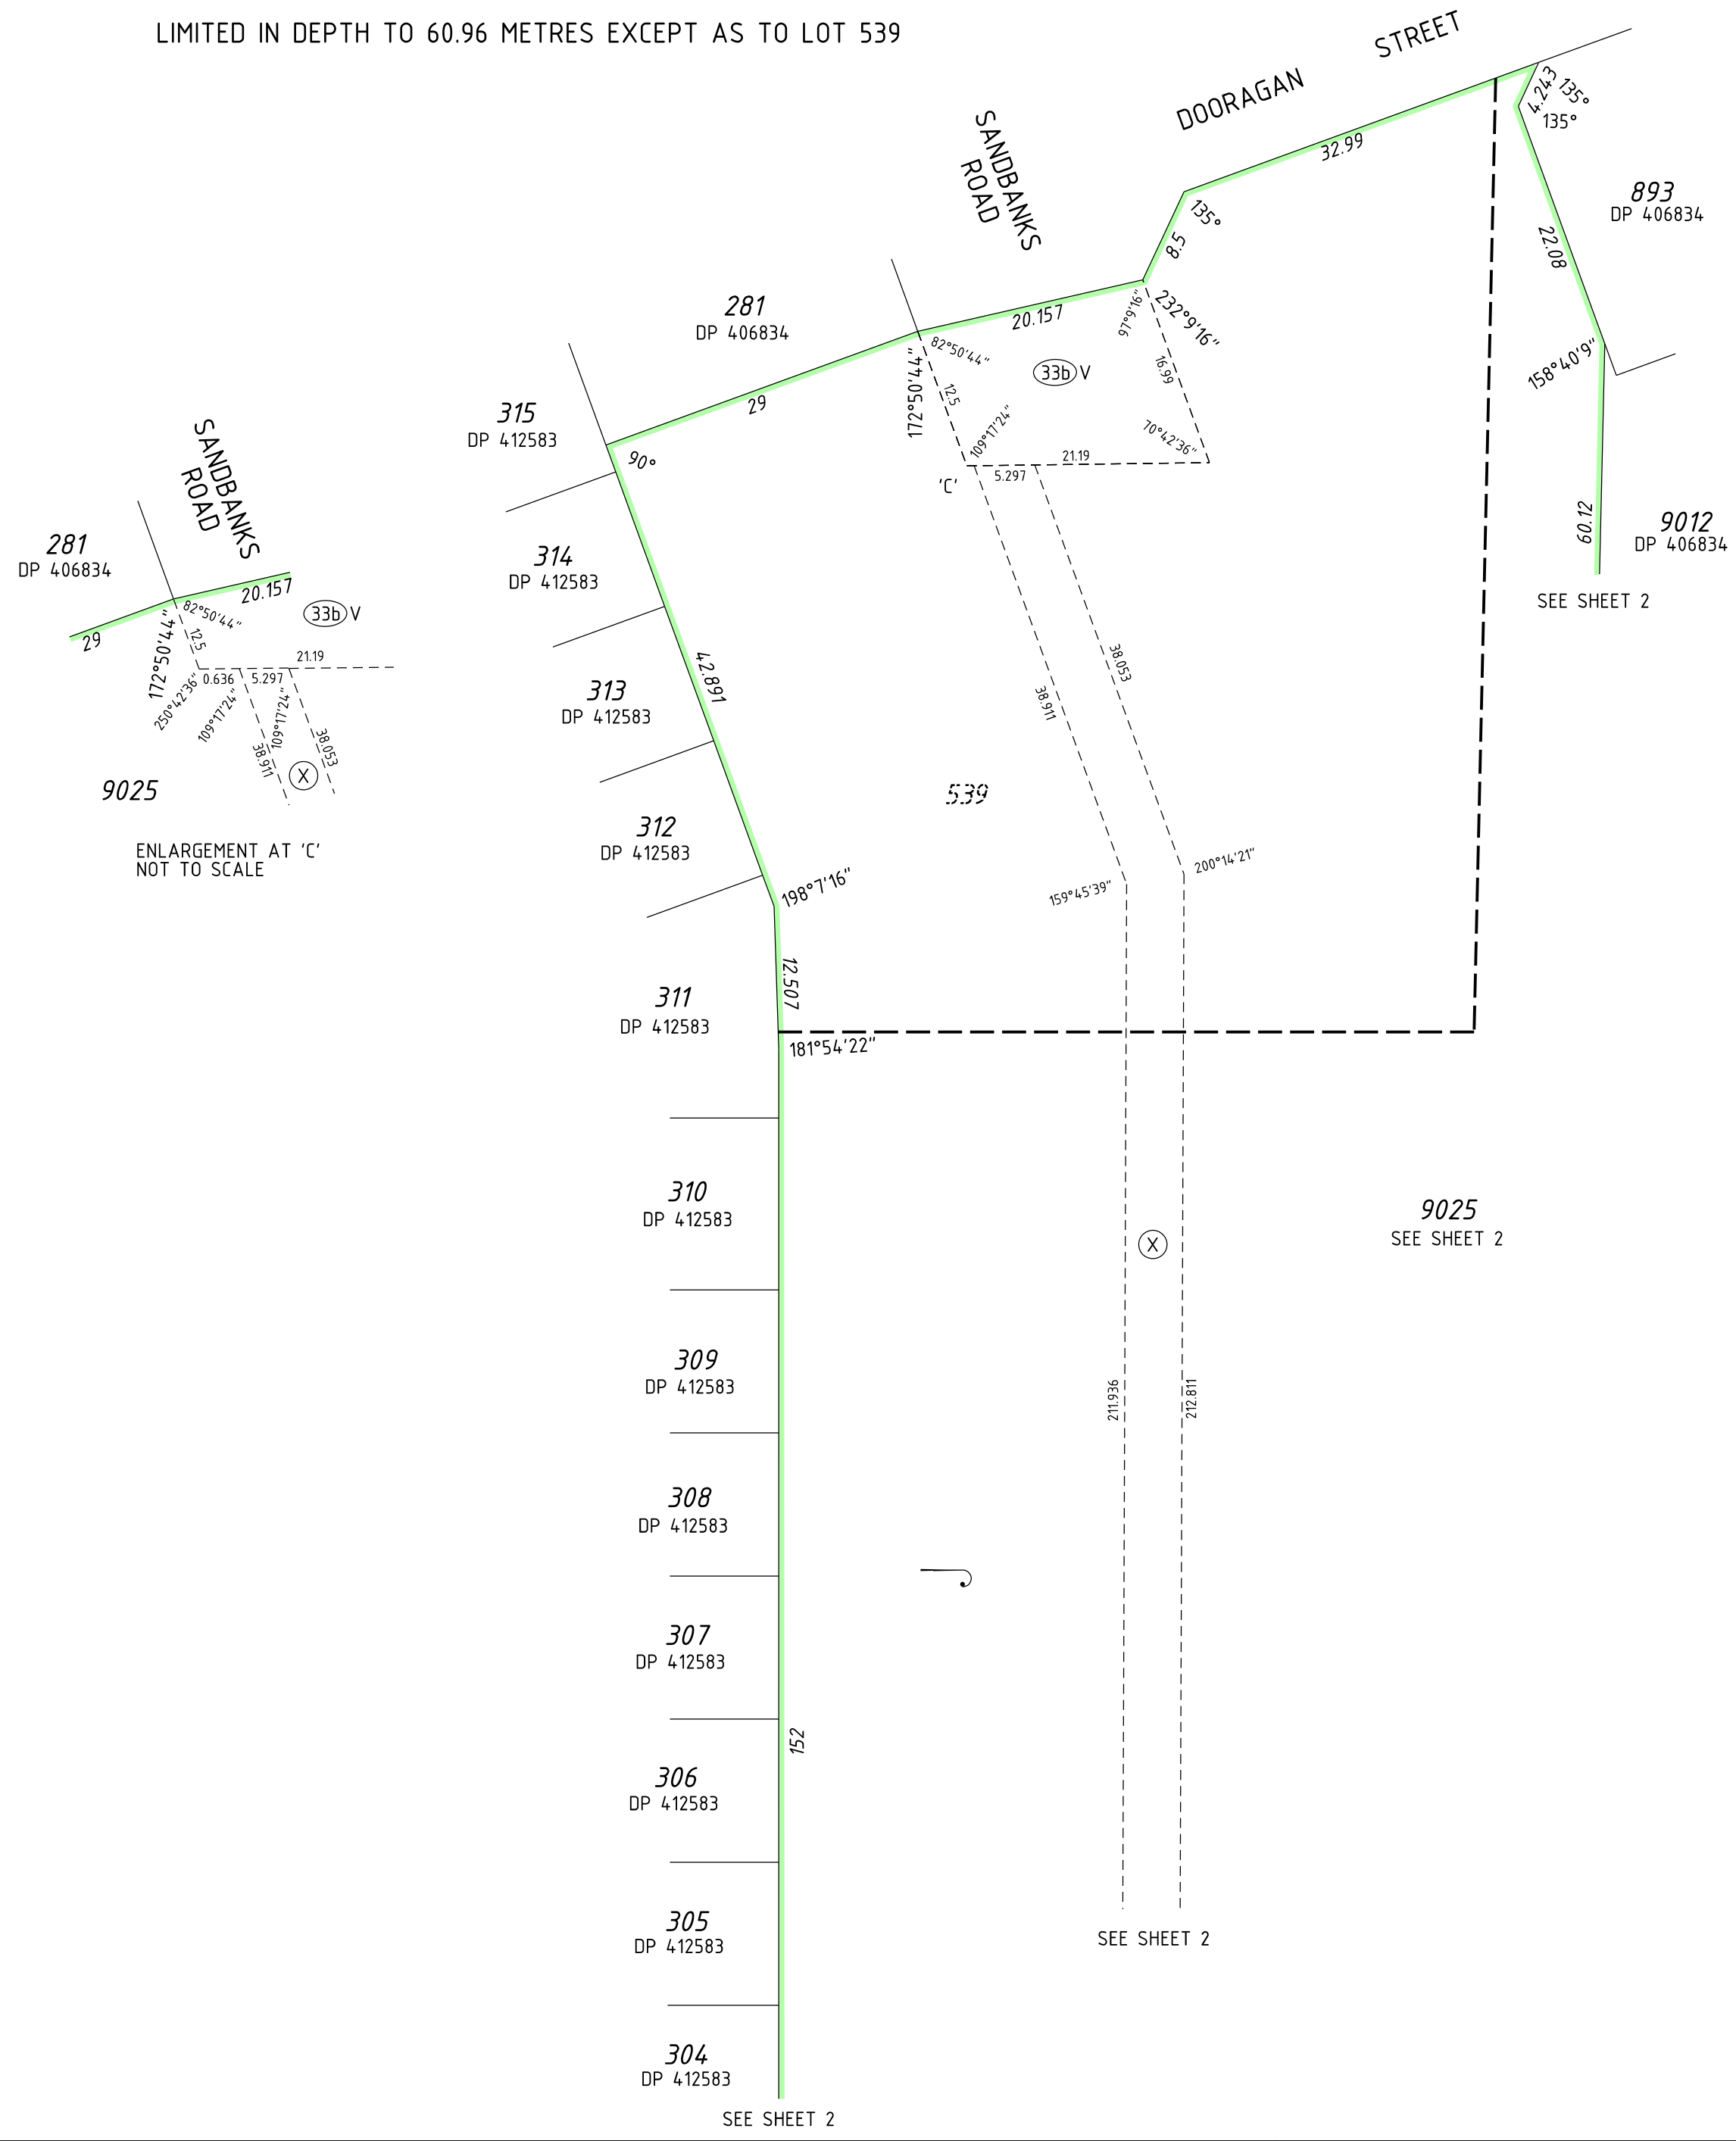 LIMITED IN DEPTH TO 60.96 METRES EXCEPT AS TO LOT 539
DOORAGAN STREET
SANDBANKS
ROAD
4.243
135°
135°
32.99
893
DP 406834
135°
8.5
22.08
281
DP 406834
20.157
97°9'16"
232°9'16"
82°50'44"
33b V
172°50'44"
12.5
16.99
158°40'9"
29
109°17'24"
70°42'36"
21.19
5.297
'C'
315
DP 412583
90°
60.12
9012
DP 406834
SEE SHEET 2
314
DP 412583
SANDBANKS
ROAD
281
DP 406834
20.157
82°50'44"
33b V
29
172°50'44"
12.5
21.19
0.636
5.297
250°42'36"
109°17'24"
109°17'24"
38.911
38.053
X
9025
ENLARGEMENT AT 'C'
NOT TO SCALE
42.891
313
DP 412583
38.053
38.911
539
312
DP 412583
198°7'16"
200°14'21"
159°45'39"
12.507
311
DP 412583
181°54'22"
310
DP 412583
9025
SEE SHEET 2
X
309
DP 412583
211.936
212.811
308
DP 412583
307
DP 412583
152
306
DP 412583
305
DP 412583
SEE SHEET 2
304
DP 412583
SEE SHEET 2